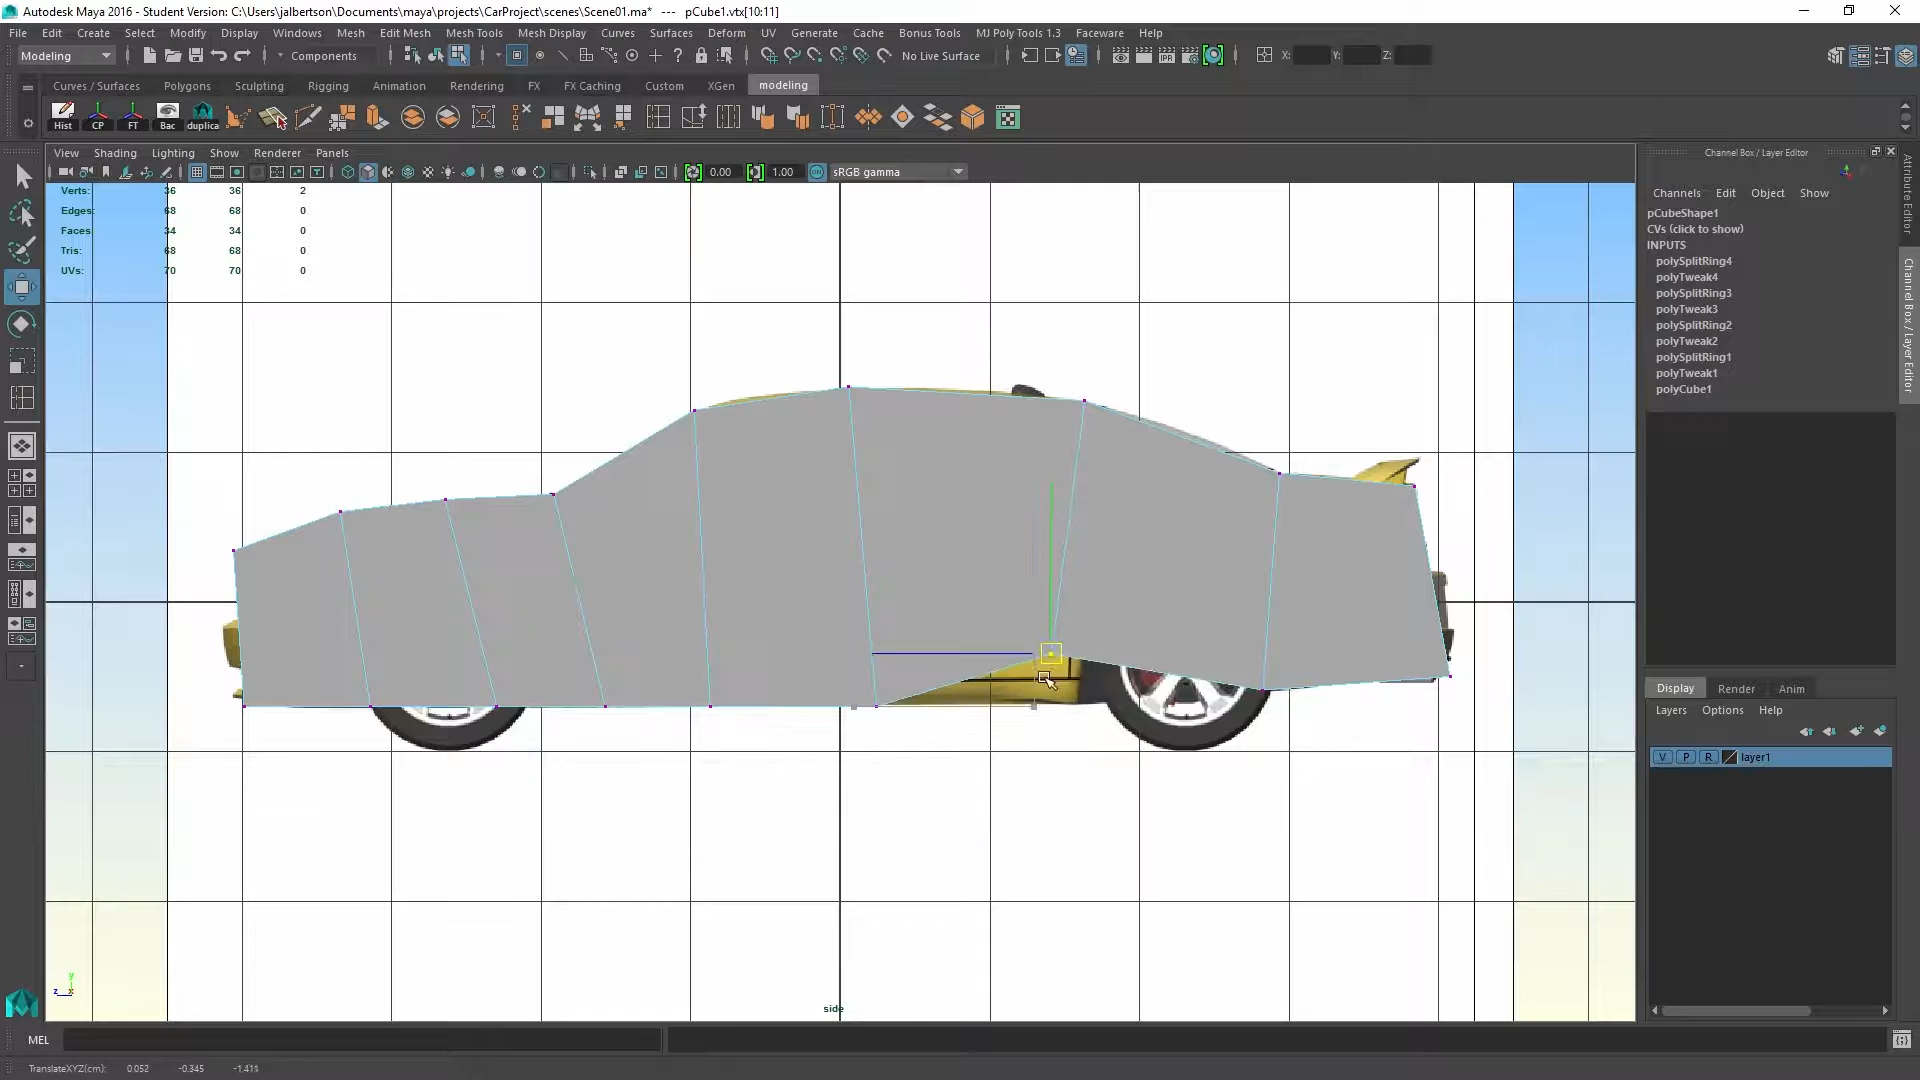 Autodesk Maya 2016 - Student Version: C:\Users\jalbertson\Documents\maya\projects\CarProject\scenes\Scene01.ma* --- pCube1.vtx[10:11]
File Edit Create Select Modify Display Windows Mesh Edit Mesh Mesh Tools Mesh Display Curves Surfaces Deform UV Generate Cache Bonus Tools MJ Poly Tools 1.3 Faceware Help
Modeling Components No Live Surface X: Y: Z:
Curves / Surfaces Polygons Sculpting Rigging Animation Rendering FX FX Caching Custom XGen modeling
Hist CP FT Bac duplica
View Shading Lighting Show Renderer Panels
0.00 1.00 sRGB gamma
Verts: 36 36 2
Edges: 68 68 0
Faces: 34 34 0
Tris: 68 68 0
UVs: 70 70 0
Channel Box / Layer Editor
Channels Edit Object Show
pCubeShape1
CVs (click to show)
INPUTS
polySplitRing4
polyTweak4
polySplitRing3
polyTweak3
polySplitRing2
polyTweak2
polySplitRing1
polyTweak1
polyCube1
Attribute Editor
Channel Box / Layer Editor
Display Render Anim
Layers Options Help
V P R layer1
y
z x
side
MEL
TranslateXYZ(cm): 0.052 -0.345 -1.411